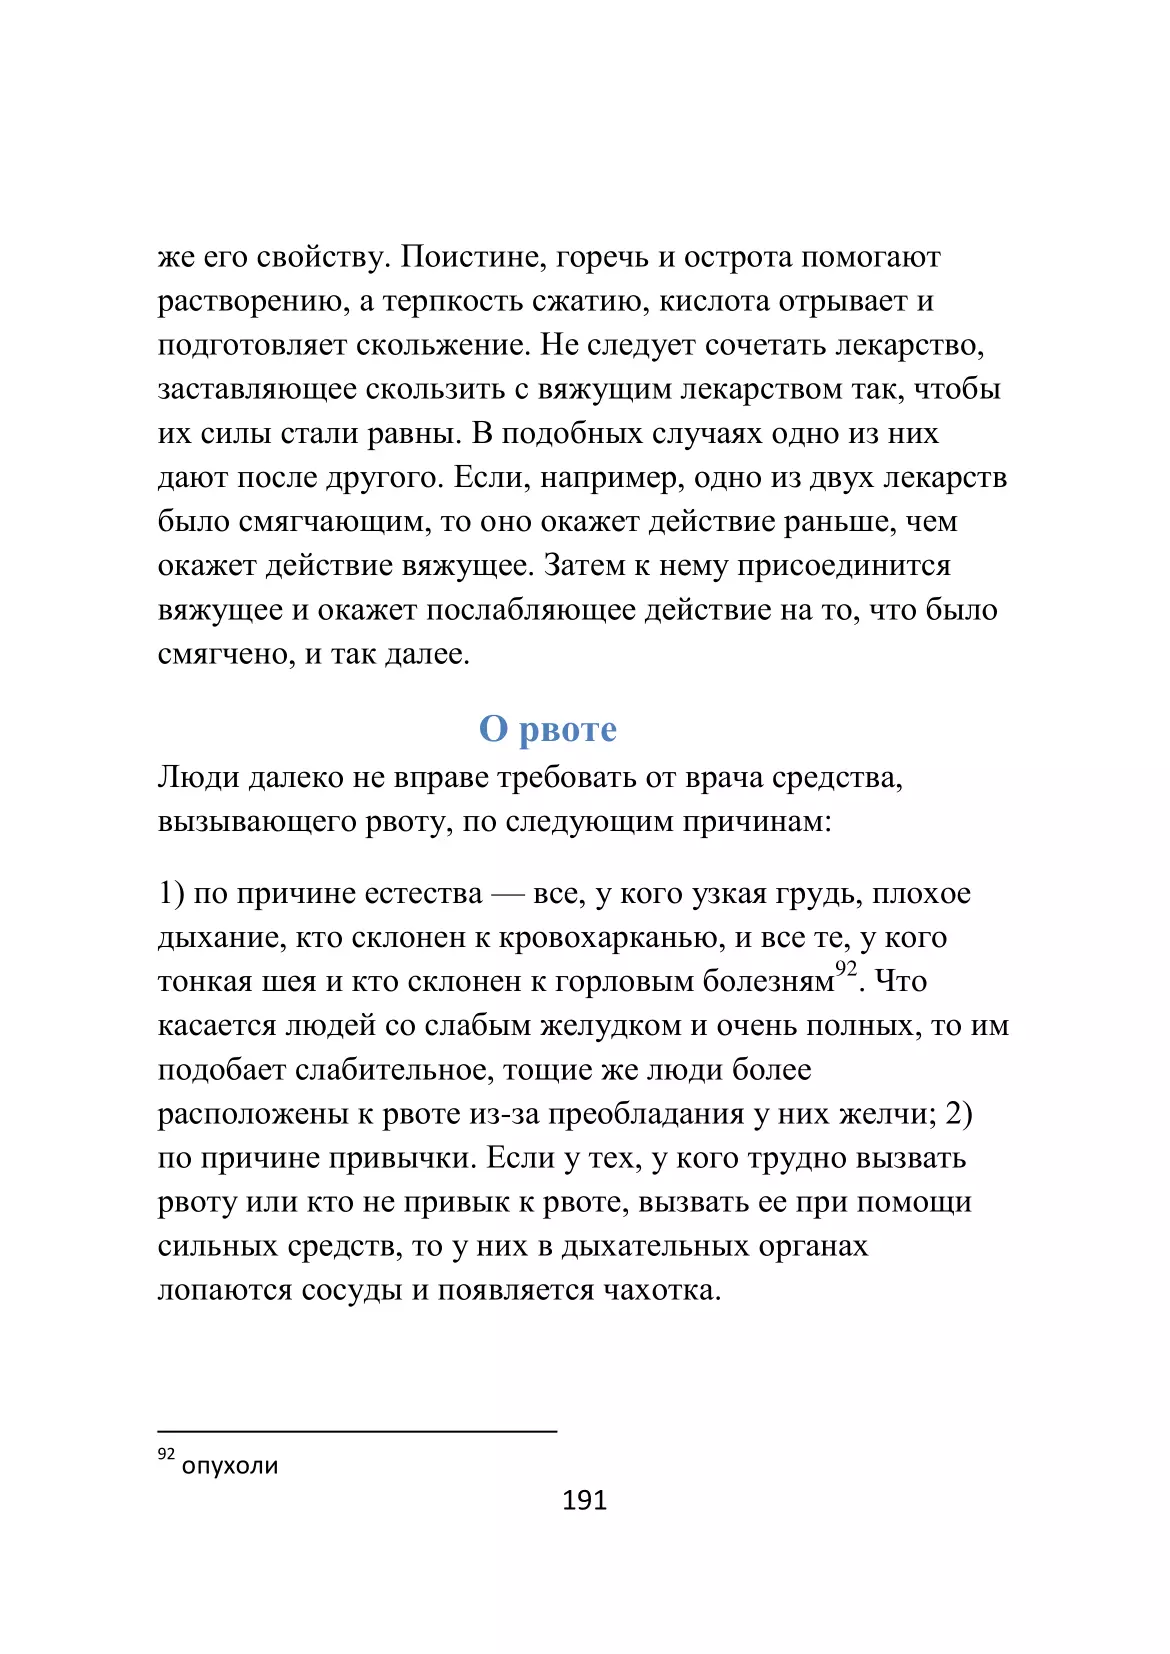 же его свойству. Поистине, горечь и острота помогают
растворению, а терпкость сжатию, кислота отрывает и
подготовляет скольжение. Не следует сочетать лекарство,
заставляющее скользить с вяжущим лекарством так, чтобы
их силы стали равны. В подобных случаях одно из них
дают после другого. Если, например, одно из двух лекарств
было смягчающим, то оно окажет действие раньше, чем
окажет действие вяжущее. Затем к нему присоединится
вяжущее и окажет послабляющее действие на то, что было
смягчено, и так далее.
О рвоте
Люди далеко не вправе требовать от врача средства,
вызывающего рвоту, по следующим причинам:
1) по причине естества — все, у кого узкая грудь, плохое
дыхание, кто склонен к кровохарканью, и все те, у кого
тонкая шея и кто склонен к горловым болезням92. Что
касается людей со слабым желудком и очень полных, то им
подобает слабительное, тощие же люди более
расположены к рвоте из-за преобладания у них желчи; 2)
по причине привычки. Если у тех, у кого трудно вызвать
рвоту или кто не привык к рвоте, вызвать ее при помощи
сильных средств, то у них в дыхательных органах
лопаются сосуды и появляется чахотка.
92 опухоли
191